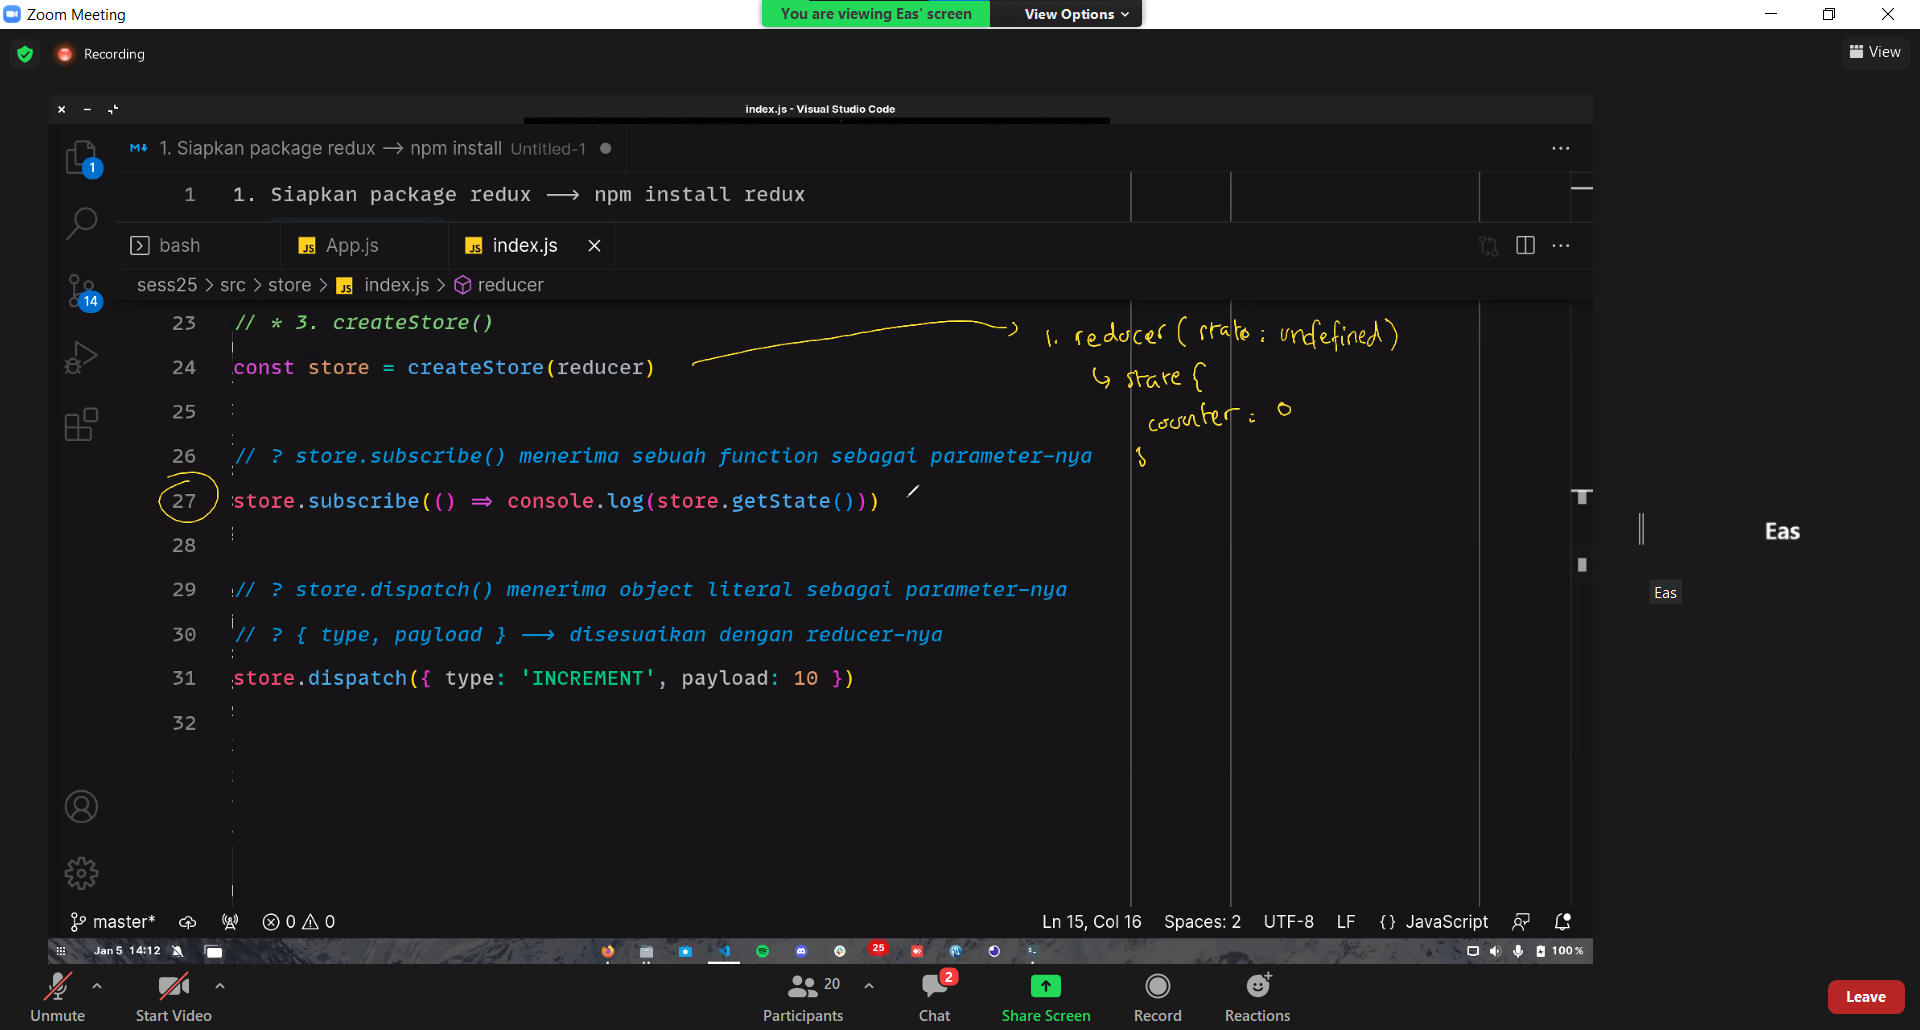 Zoom Meeting
You are viewing Eas' screen View Options
Recording
View
index.js - Visual Studio Code
1. Siapkan package redux → npm install Untitled-1
1 1. Siapkan package redux → npm install redux
bash App.js index.js
sess25 > src > store > index.js > reducer
23 // * 3. createStore()
24 const store = createStore(reducer)
25
26 // ? store.subscribe() menerima sebuah function sebagai parameter-nya
27 store.subscribe(() ⇒ console.log(store.getState()))
28
29 // ? store.dispatch() menerima object literal sebagai parameter-nya
30 // ? { type, payload } → disesuaikan dengan reducer-nya
31 store.dispatch({ type: 'INCREMENT', payload: 10 })
32
1. reducer (state : undefined)
↳ state {
counter : 0
}
1
14
Eas
Eas
master* 0 0 Ln 15, Col 16 Spaces: 2 UTF-8 LF {} JavaScript
Jan 5 14:12 25 100 %
Unmute Start Video 20 Participants 2 Chat Share Screen Record Reactions Leave